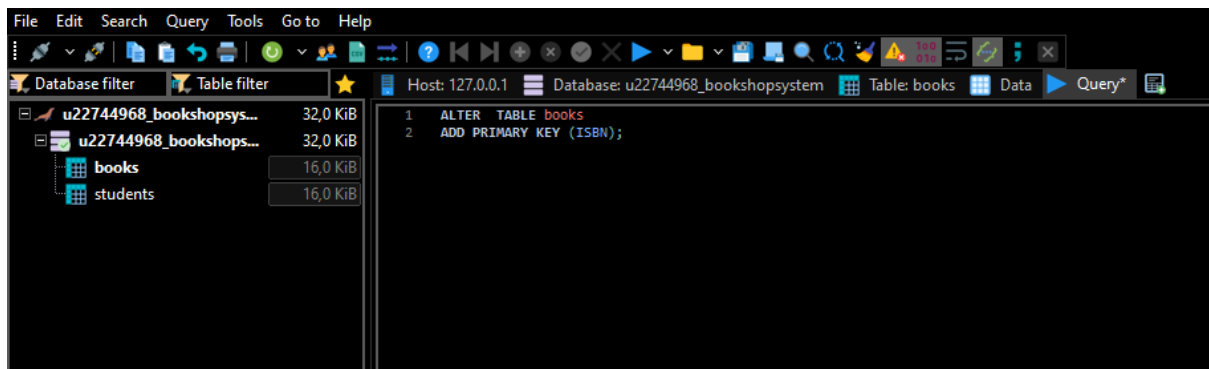 File Edit Search Query Tools Go to Help
Database filter Table filter Host: 127.0.0.1 Database: u22744968_bookshopsystem Table: books Data Query*
u22744968_bookshopsys... 32,0 KiB
u22744968_bookshops... 32,0 KiB
books 16,0 KiB
students 16,0 KiB
1 ALTER TABLE books
2 ADD PRIMARY KEY (ISBN);